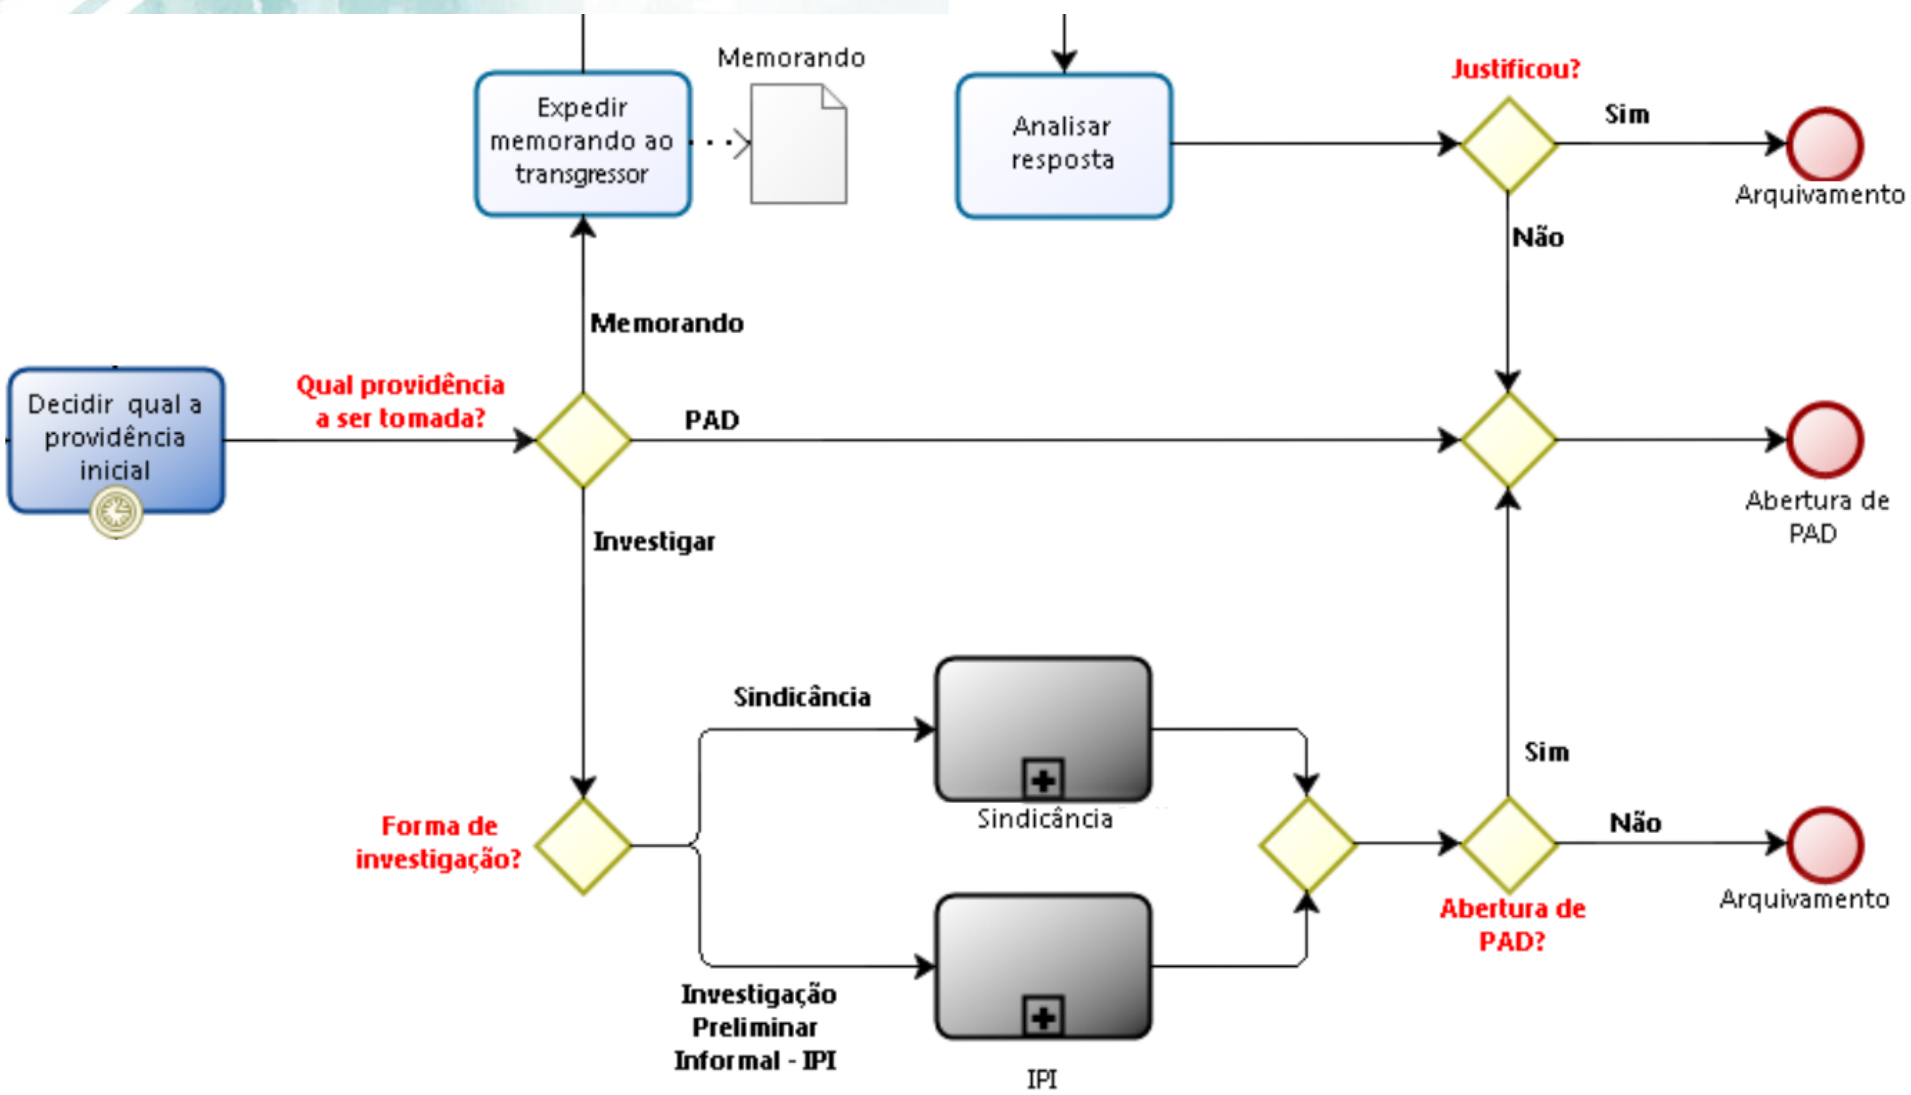 Memorando
Expedir
memorando ao
transgressor
Analisar
resposta
Justificou?
Sim
Arquivamento
Não
Memorando
Decidir qual a
providência
inicial
Qual providência
a ser tomada?
PAD
Abertura de
PAD
Investigar
Sindicância
Sindicância
Forma de
investigação?
Sim
Não
Arquivamento
Abertura de
PAD?
Investigação
Preliminar
Informal - IPI
IPI